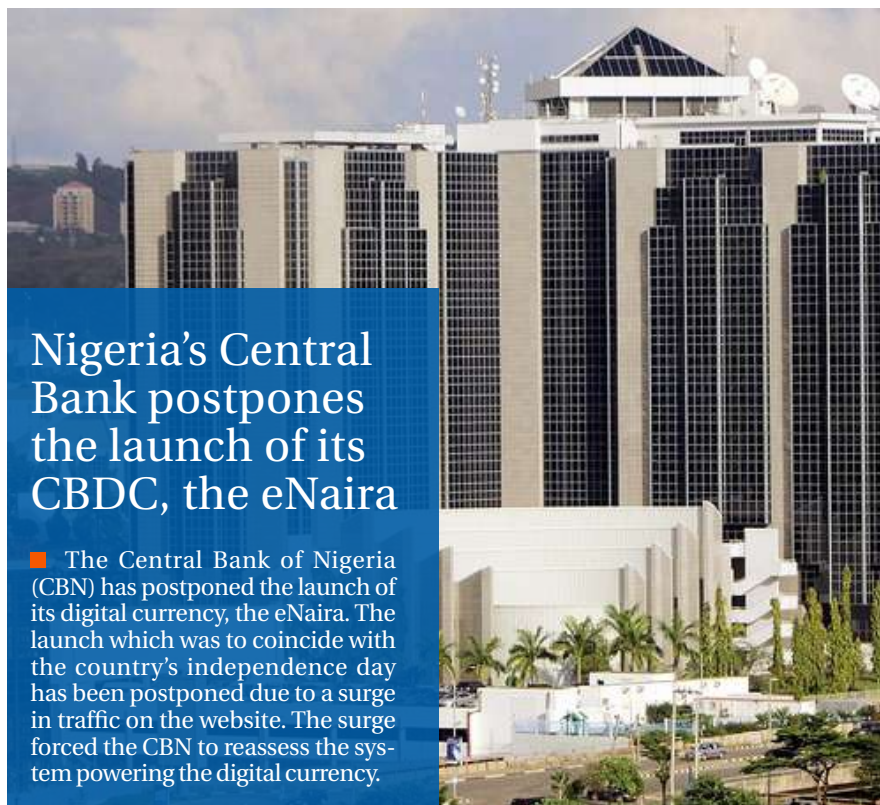 Nigeria’s Central
Bank postpones
the launch of its
CBDC, the eNaira
The Central Bank of Nigeria
(CBN) has postponed the launch of
its digital currency, the eNaira. The
launch which was to coincide with
the country’s independence day
has been postponed due to a surge
in traffic on the website. The surge
forced the CBN to reassess the sys-
tem powering the digital currency.